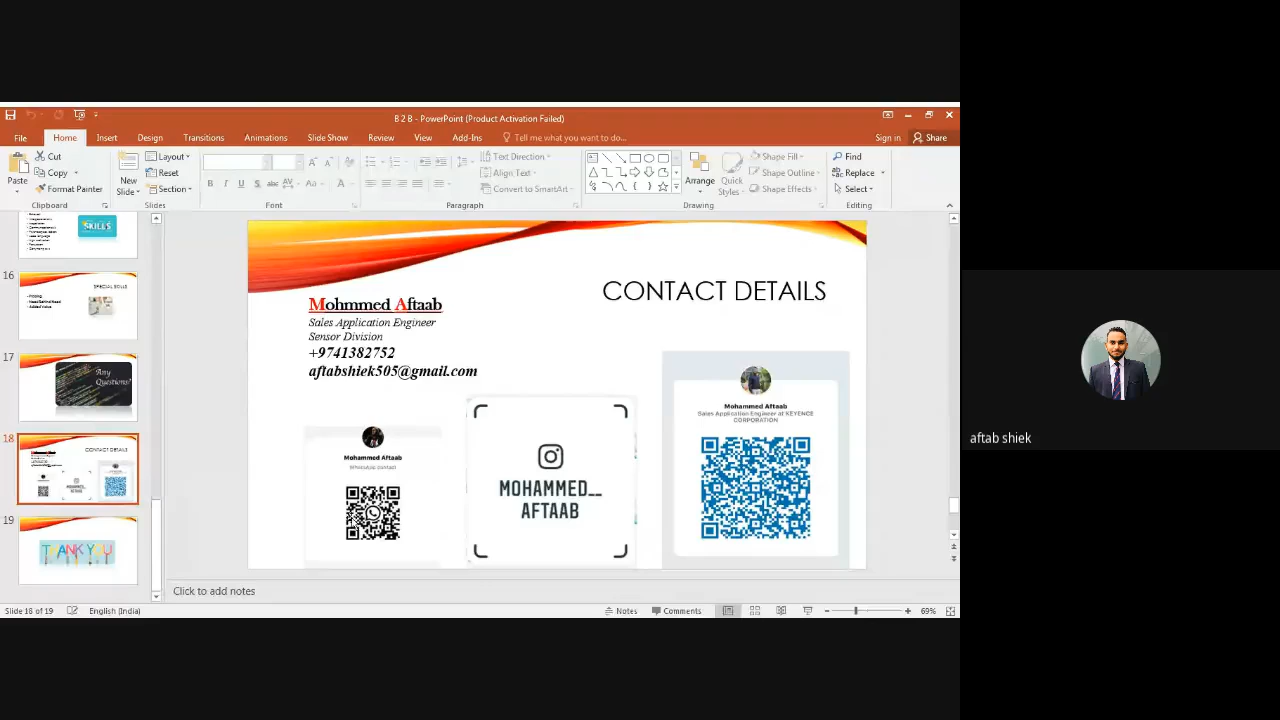 B 2 B - PowerPoint (Product Activation Failed)
File Home Insert Design Transitions Animations Slide Show Review View Add-Ins Tell me what you want to do... Sign in Share
Paste
Cut
Copy
Format Painter
Clipboard
New Slide
Layout
Reset
Section
Slides
B I U S abc AV Aa A
Font
Paragraph
Text Direction
Align Text
Convert to SmartArt
Arrange
Quick Styles
Shape Fill
Shape Outline
Shape Effects
Drawing
Find
Replace
Select
Editing
SKILLS
16
SPECIAL SKILLS
17
Any Questions?
18
CONTACT DETAILS
19
THANK YOU
CONTACT DETAILS
Mohmmed Aftaab
Sales Application Engineer
Sensor Division
+9741382752
aftabshiek505@gmail.com
Mohammed Aftaab
WhatsApp contact
MOHAMMED__
AFTAAB
Mohammed Aftaab
Sales Application Engineer at KEYENCE
CORPORATION
Click to add notes
Slide 18 of 19 English (India) Notes Comments 69%
aftab shiek